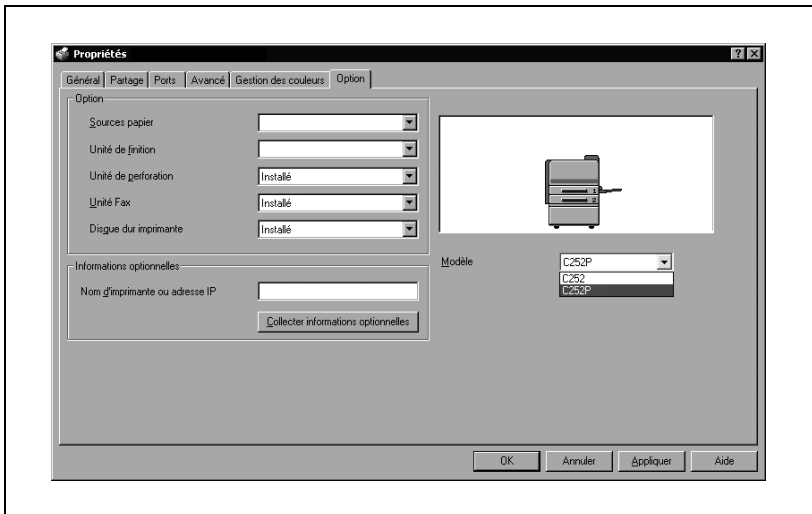 Propriétés
Général Partage Ports Avancé Gestion des couleurs Option
Option
Sources papier
Unité de finition
Unité de perforation Installé
Unité Fax Installé
Disque dur imprimante Installé
1
2
Modèle C252P
C252
C252P
Informations optionnelles
Nom d'imprimante ou adresse IP
Collecter informations optionnelles
OK Annuler Appliquer Aide